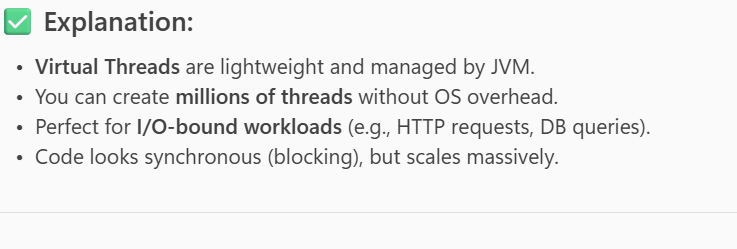 ✅ Explanation:
• Virtual Threads are lightweight and managed by JVM.
• You can create millions of threads without OS overhead.
• Perfect for I/O-bound workloads (e.g., HTTP requests, DB queries).
• Code looks synchronous (blocking), but scales massively.